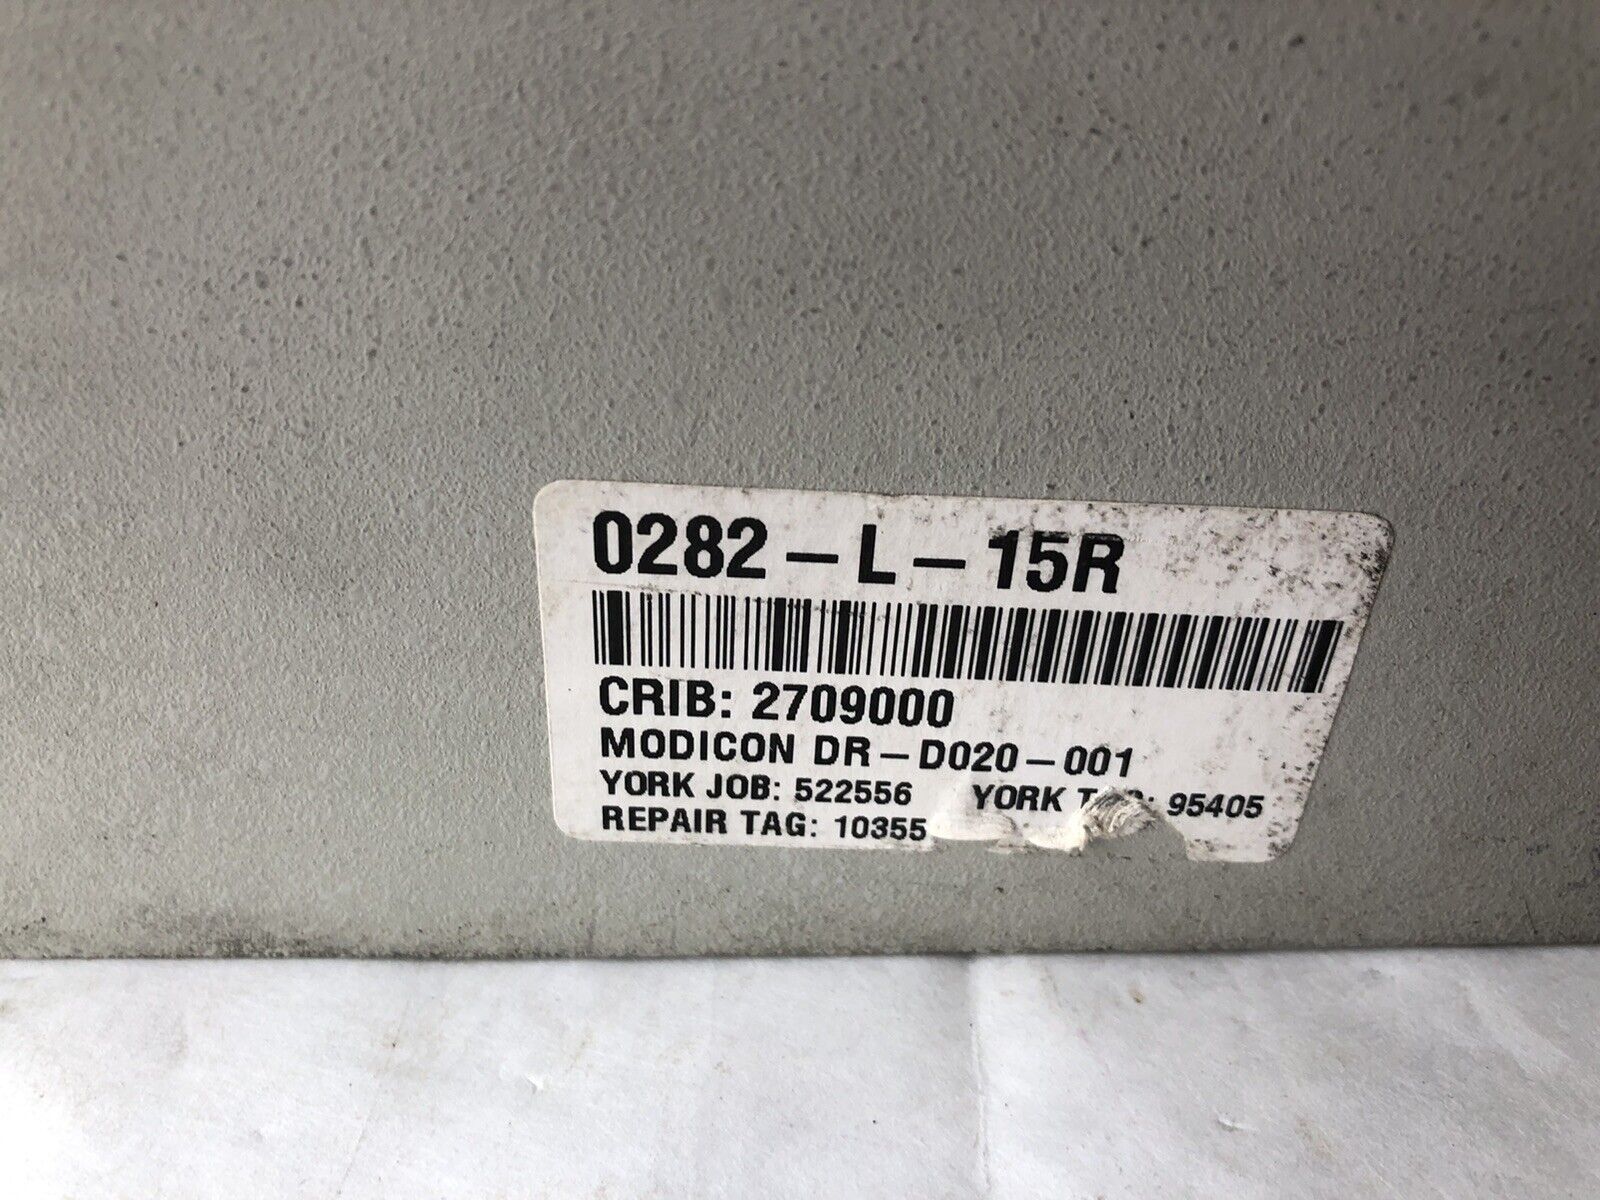 0282-L-15R
CRIB: 2709000
MODICON DR-D020-001
YORK JOB: 522556 YORK : 95405
REPAIR TAG: 10355